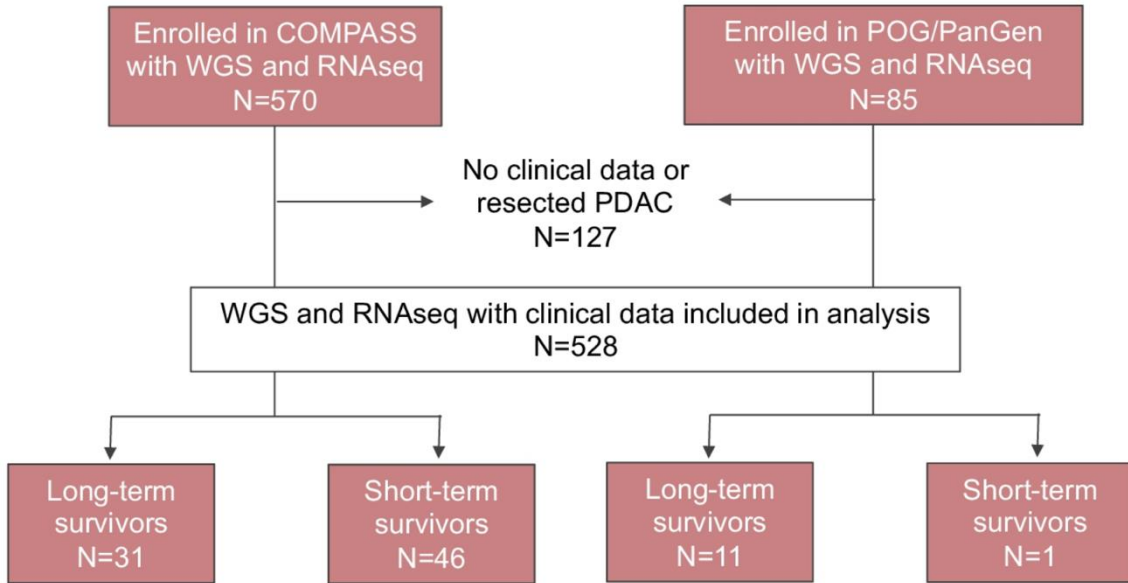 Enrolled in COMPASS
with WGS and RNAseq
N=570
Enrolled in POG/PanGen
with WGS and RNAseq
N=85
No clinical data or
resected PDAC
N=127
WGS and RNAseq with clinical data included in analysis
N=528
Long-term
survivors
N=31
Short-term
survivors
N=46
Long-term
survivors
N=11
Short-term
survivors
N=1